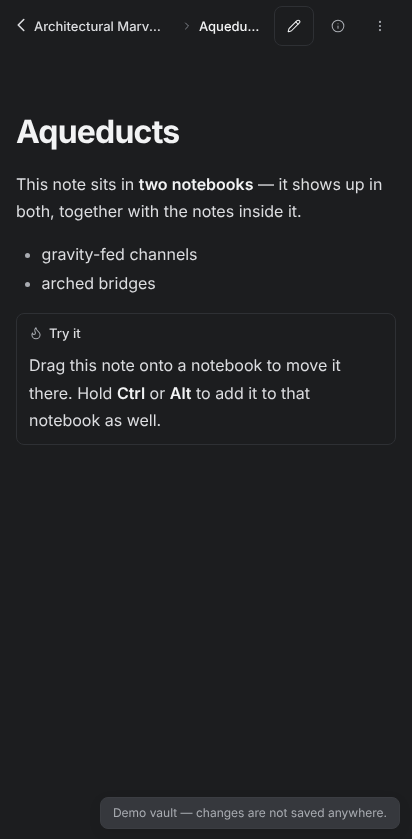 Architectural Marv... > Aquedu...
Aqueducts
This note sits in two notebooks — it shows up in
both, together with the notes inside it.
• gravity-fed channels
• arched bridges
Try it
Drag this note onto a notebook to move it
there. Hold Ctrl or Alt to add it to that
notebook as well.
Demo vault — changes are not saved anywhere.